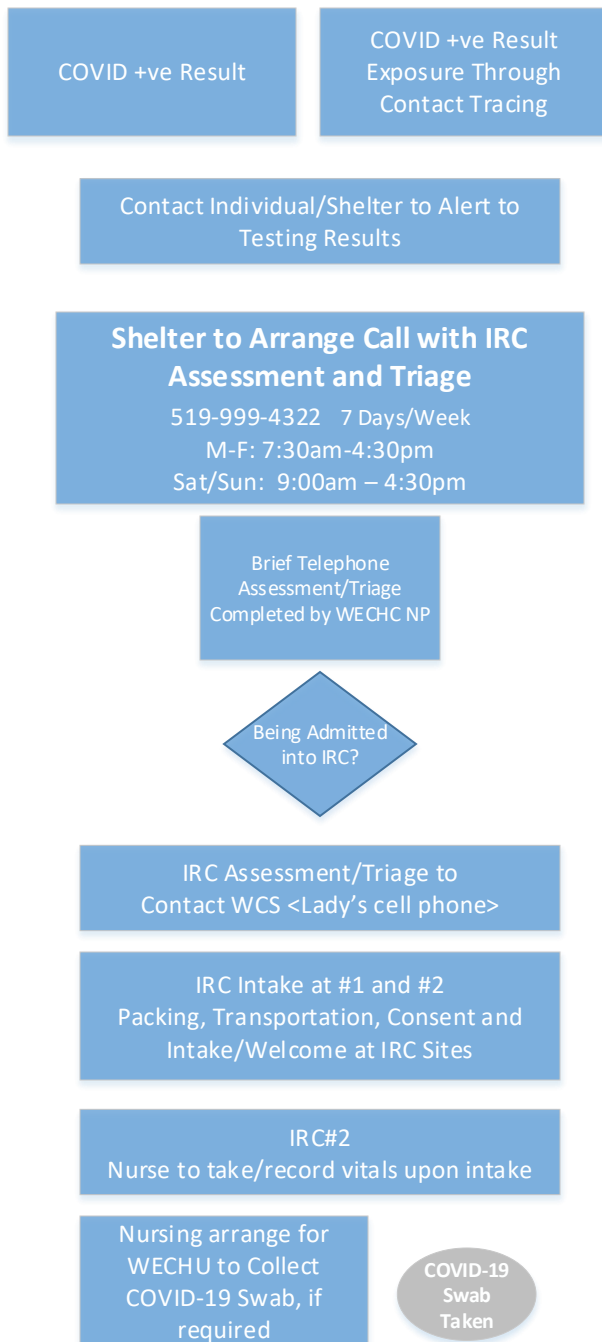 COVID +ve Result
COVID +ve Result
Exposure Through
Contact Tracing
Contact Individual/Shelter to Alert to
Testing Results
Shelter to Arrange Call with IRC
Assessment and Triage
519-999-4322 7 Days/Week
M-F: 7:30am-4:30pm
Sat/Sun: 9:00am – 4:30pm
Brief Telephone
Assessment/Triage
Completed by WECHC NP
Being Admitted
into IRC?
IRC Assessment/Triage to
Contact WCS <Lady’s cell phone>
IRC Intake at #1 and #2
Packing, Transportation, Consent and
Intake/Welcome at IRC Sites
IRC#2
Nurse to take/record vitals upon intake
Nursing arrange for
WECHU to Collect
COVID-19 Swab, if
required
COVID-19
Swab
Taken